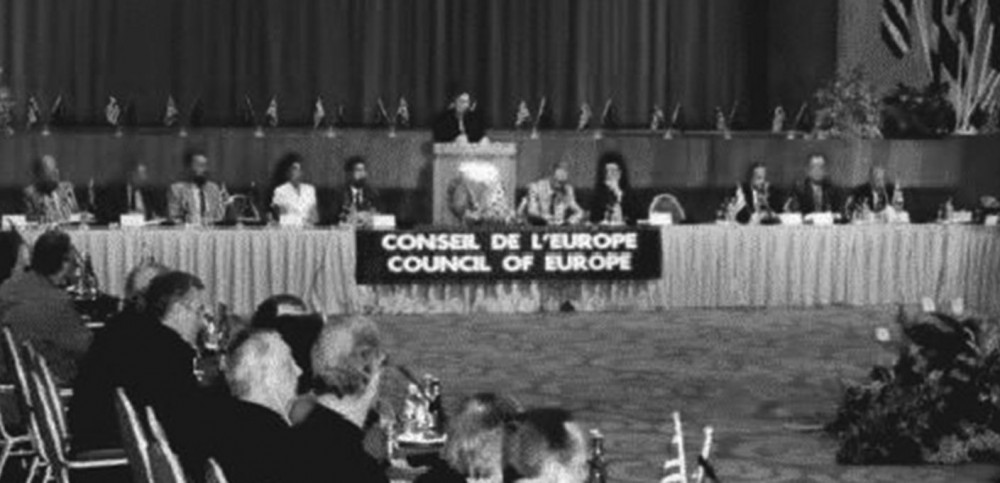 CONSEIL DE L'EUROPE
COUNCIL OF EUROPE